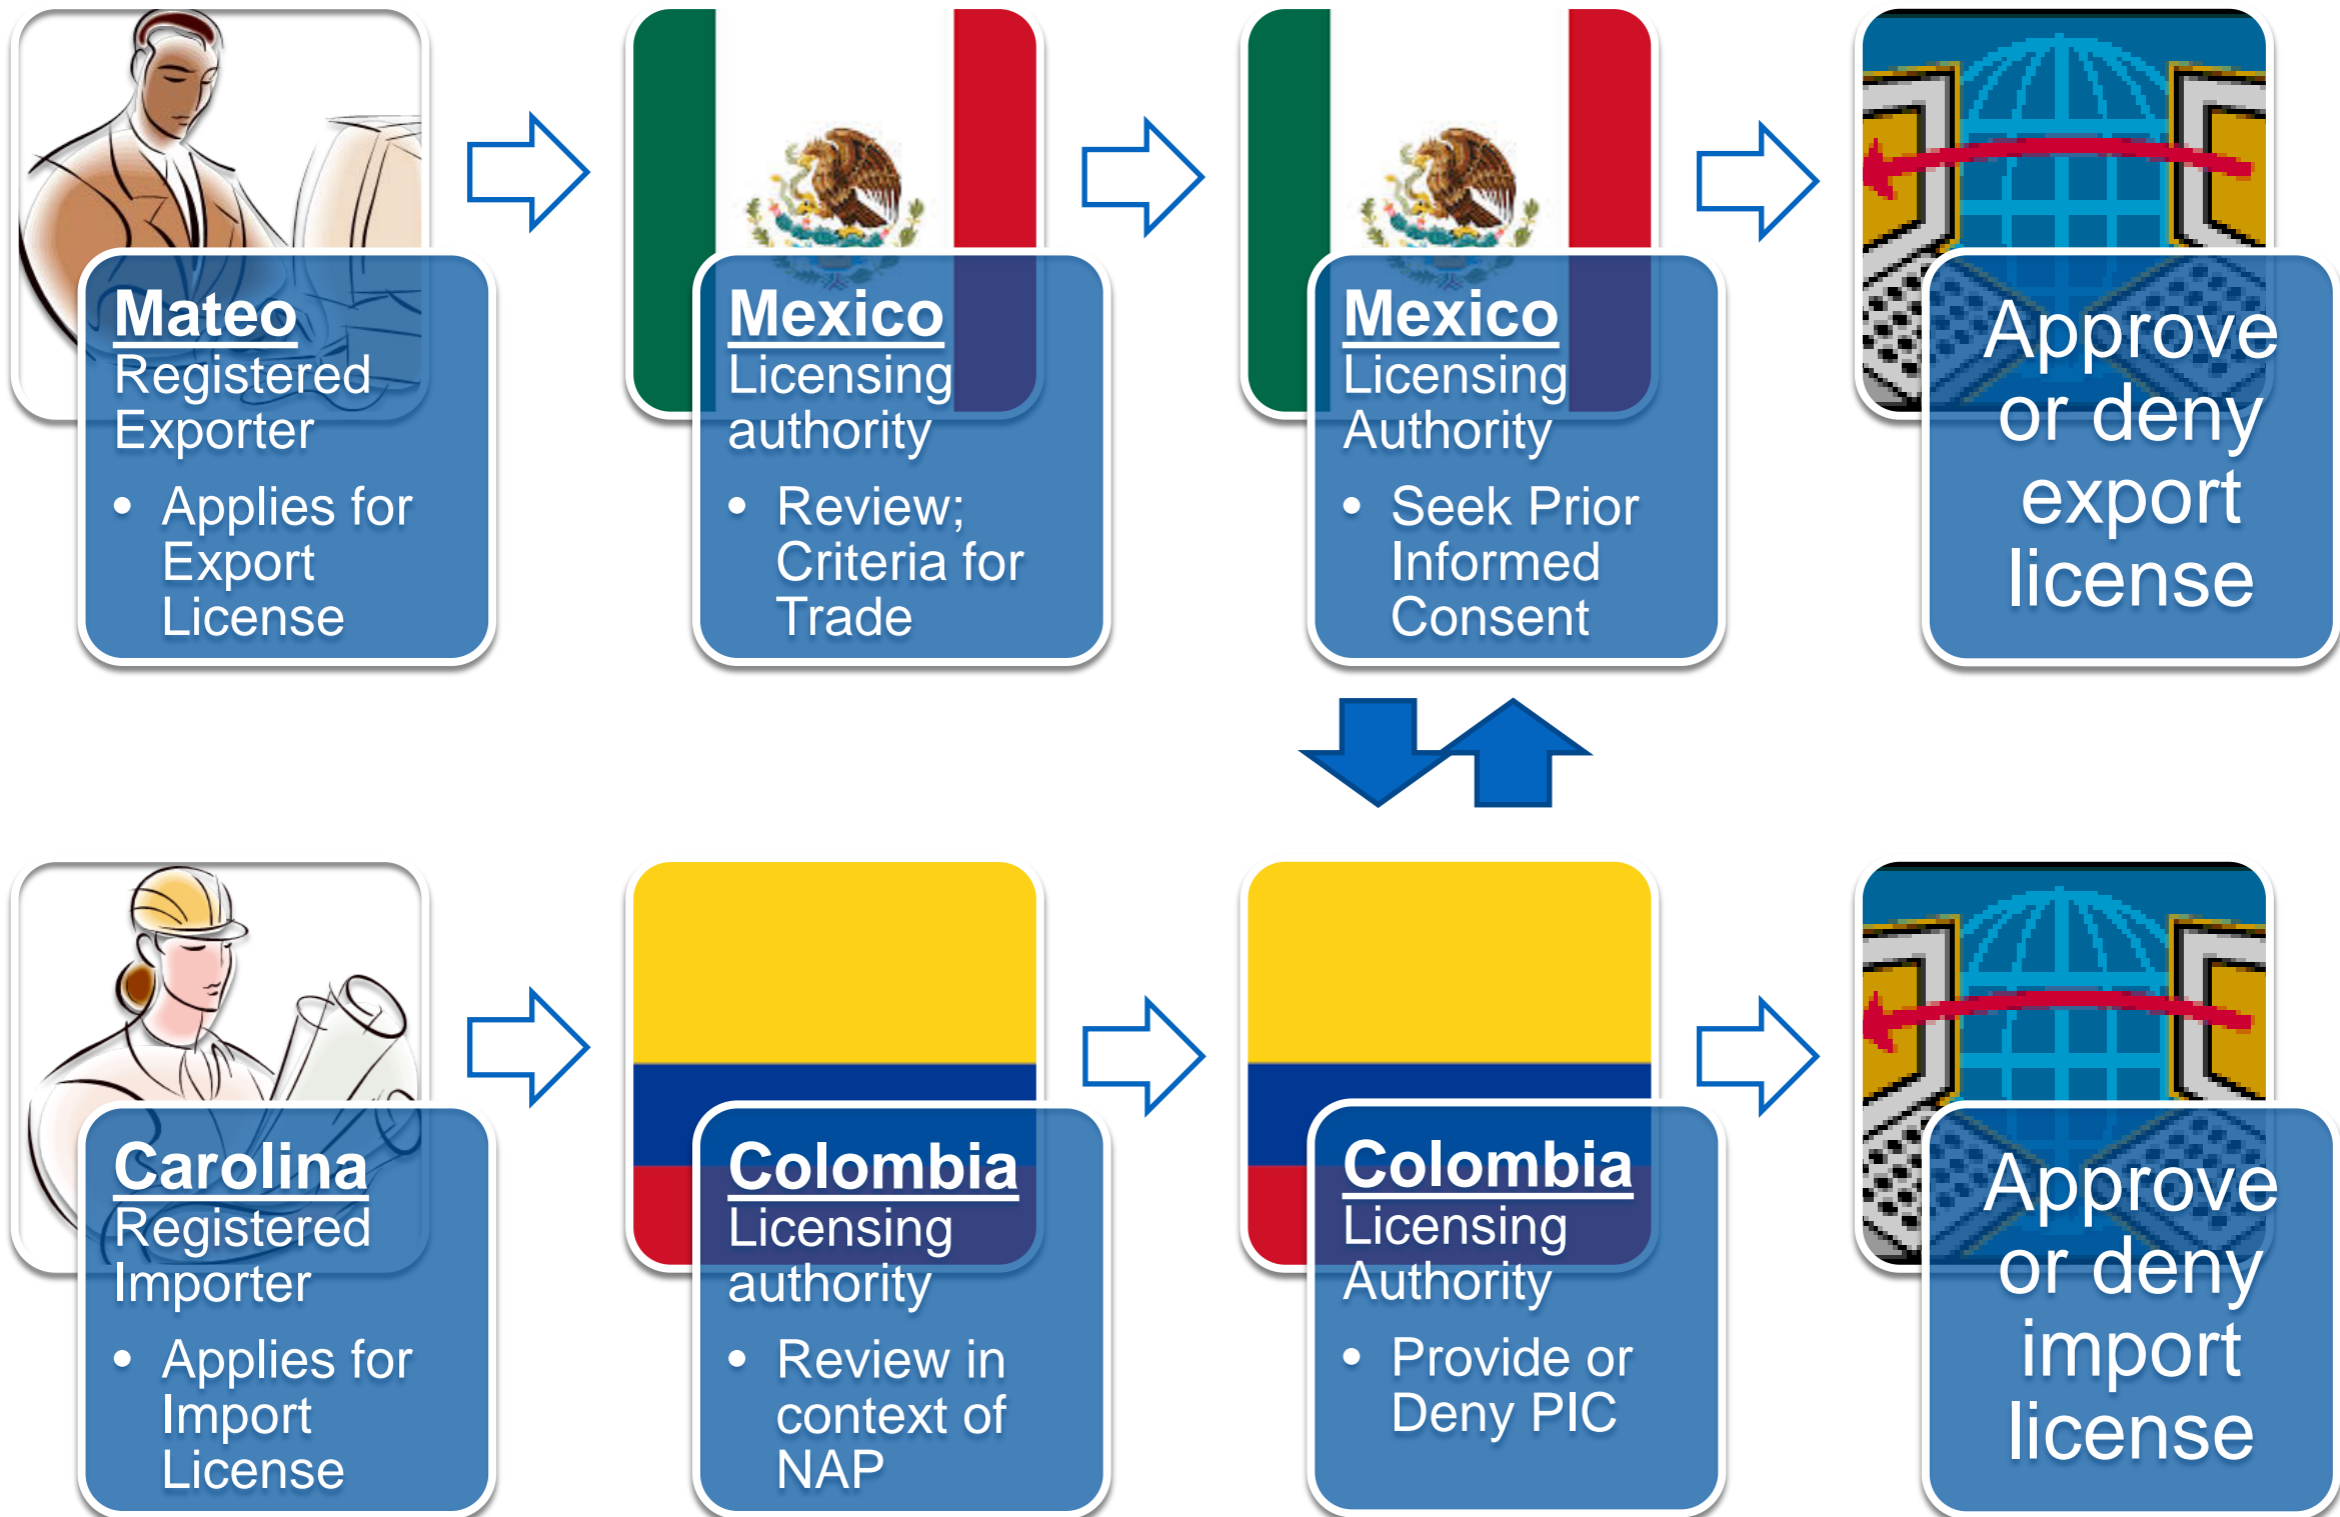 Mateo
Registered
Exporter
• Applies for
Export
License
Mexico
Licensing
authority
• Review;
Criteria for
Trade
Mexico
Licensing
Authority
• Seek Prior
Informed
Consent
Approve
or deny
export
license
Carolina
Registered
Importer
• Applies for
Import
License
Colombia
Licensing
authority
• Review in
context of
NAP
Colombia
Licensing
Authority
• Provide or
Deny PIC
Approve
or deny
import
license